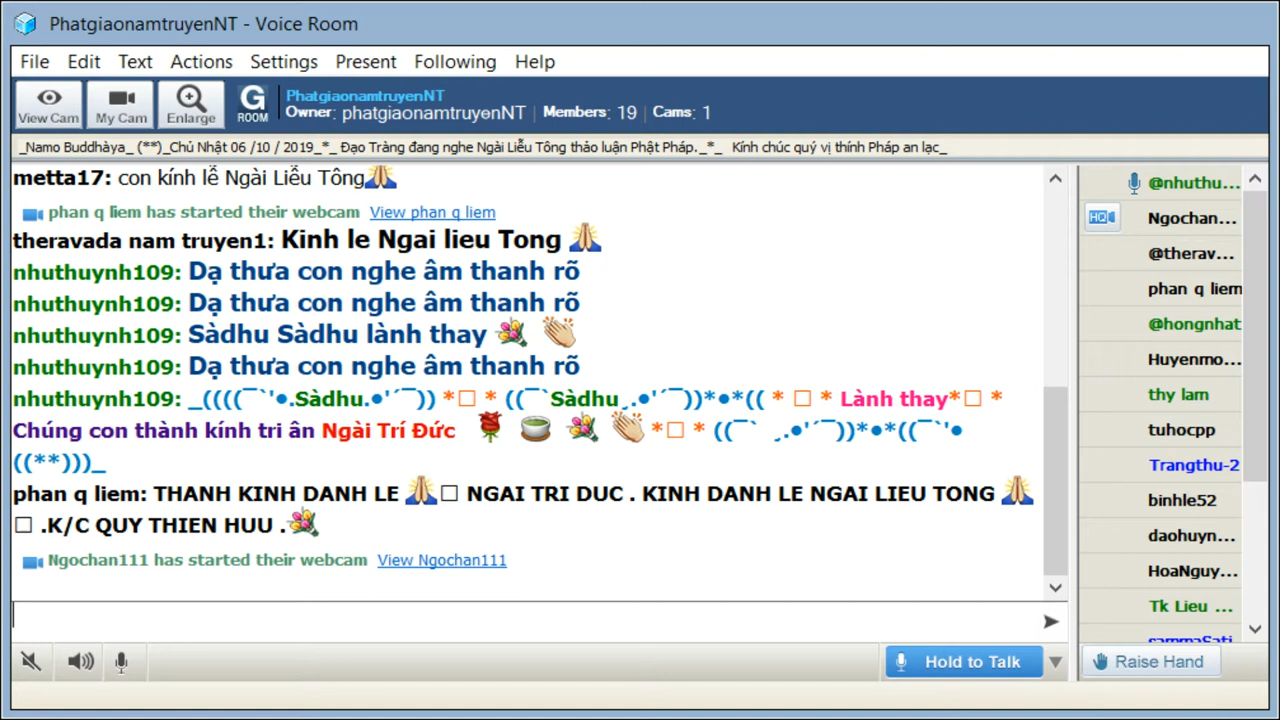 PhatgiaonamtruyenNT - Voice Room
File Edit Text Actions Settings Present Following Help
View Cam My Cam Enlarge G ROOM PhatgiaonamtruyenNT
Owner: phatgiaonamtruyenNT | Members: 19 | Cams: 1
_Namo Buddhàya_ (**)_Chủ Nhật 06 /10 / 2019_*_ Đạo Tràng đang nghe Ngài Liễu Tông thảo luận Phật Pháp._*_ Kính chúc quý vị thính Pháp an lạc_
metta17: con kính lễ Ngài Liễu Tông🙏
phan q liem has started their webcam View phan q liem
theravada nam truyen1: Kinh le Ngai lieu Tong 🙏
nhuthuynh109: Dạ thưa con nghe âm thanh rõ
nhuthuynh109: Dạ thưa con nghe âm thanh rõ
nhuthuynh109: Sàdhu Sàdhu lành thay 💐 👏
nhuthuynh109: Dạ thưa con nghe âm thanh rõ
nhuthuynh109: _((((¯`'●.Sàdhu.●'´¯)) *☐ * ((¯`Sàdhu¸.●'´¯))*●*(( * ☐ * Lành thay*☐ *
Chúng con thành kính tri ân Ngài Trí Đức 🌹 🍵 💐 👏 *☐ * ((¯` ¸.●'´¯))*●*((¯`'●
((**)))_
phan q liem: THANH KINH DANH LE 🙏☐ NGAI TRI DUC . KINH DANH LE NGAI LIEU TONG 🙏
☐ .K/C QUY THIEN HUU .💐
Ngochan111 has started their webcam View Ngochan111
Hold to Talk
@nhuthu...
HQ Ngochan...
@therav...
phan q liem
@hongnhat
Huyenmo...
thy lam
tuhocpp
Trangthu-2
binhle52
daohuyn...
HoaNguy...
Tk Lieu ...
sammaSati
Raise Hand